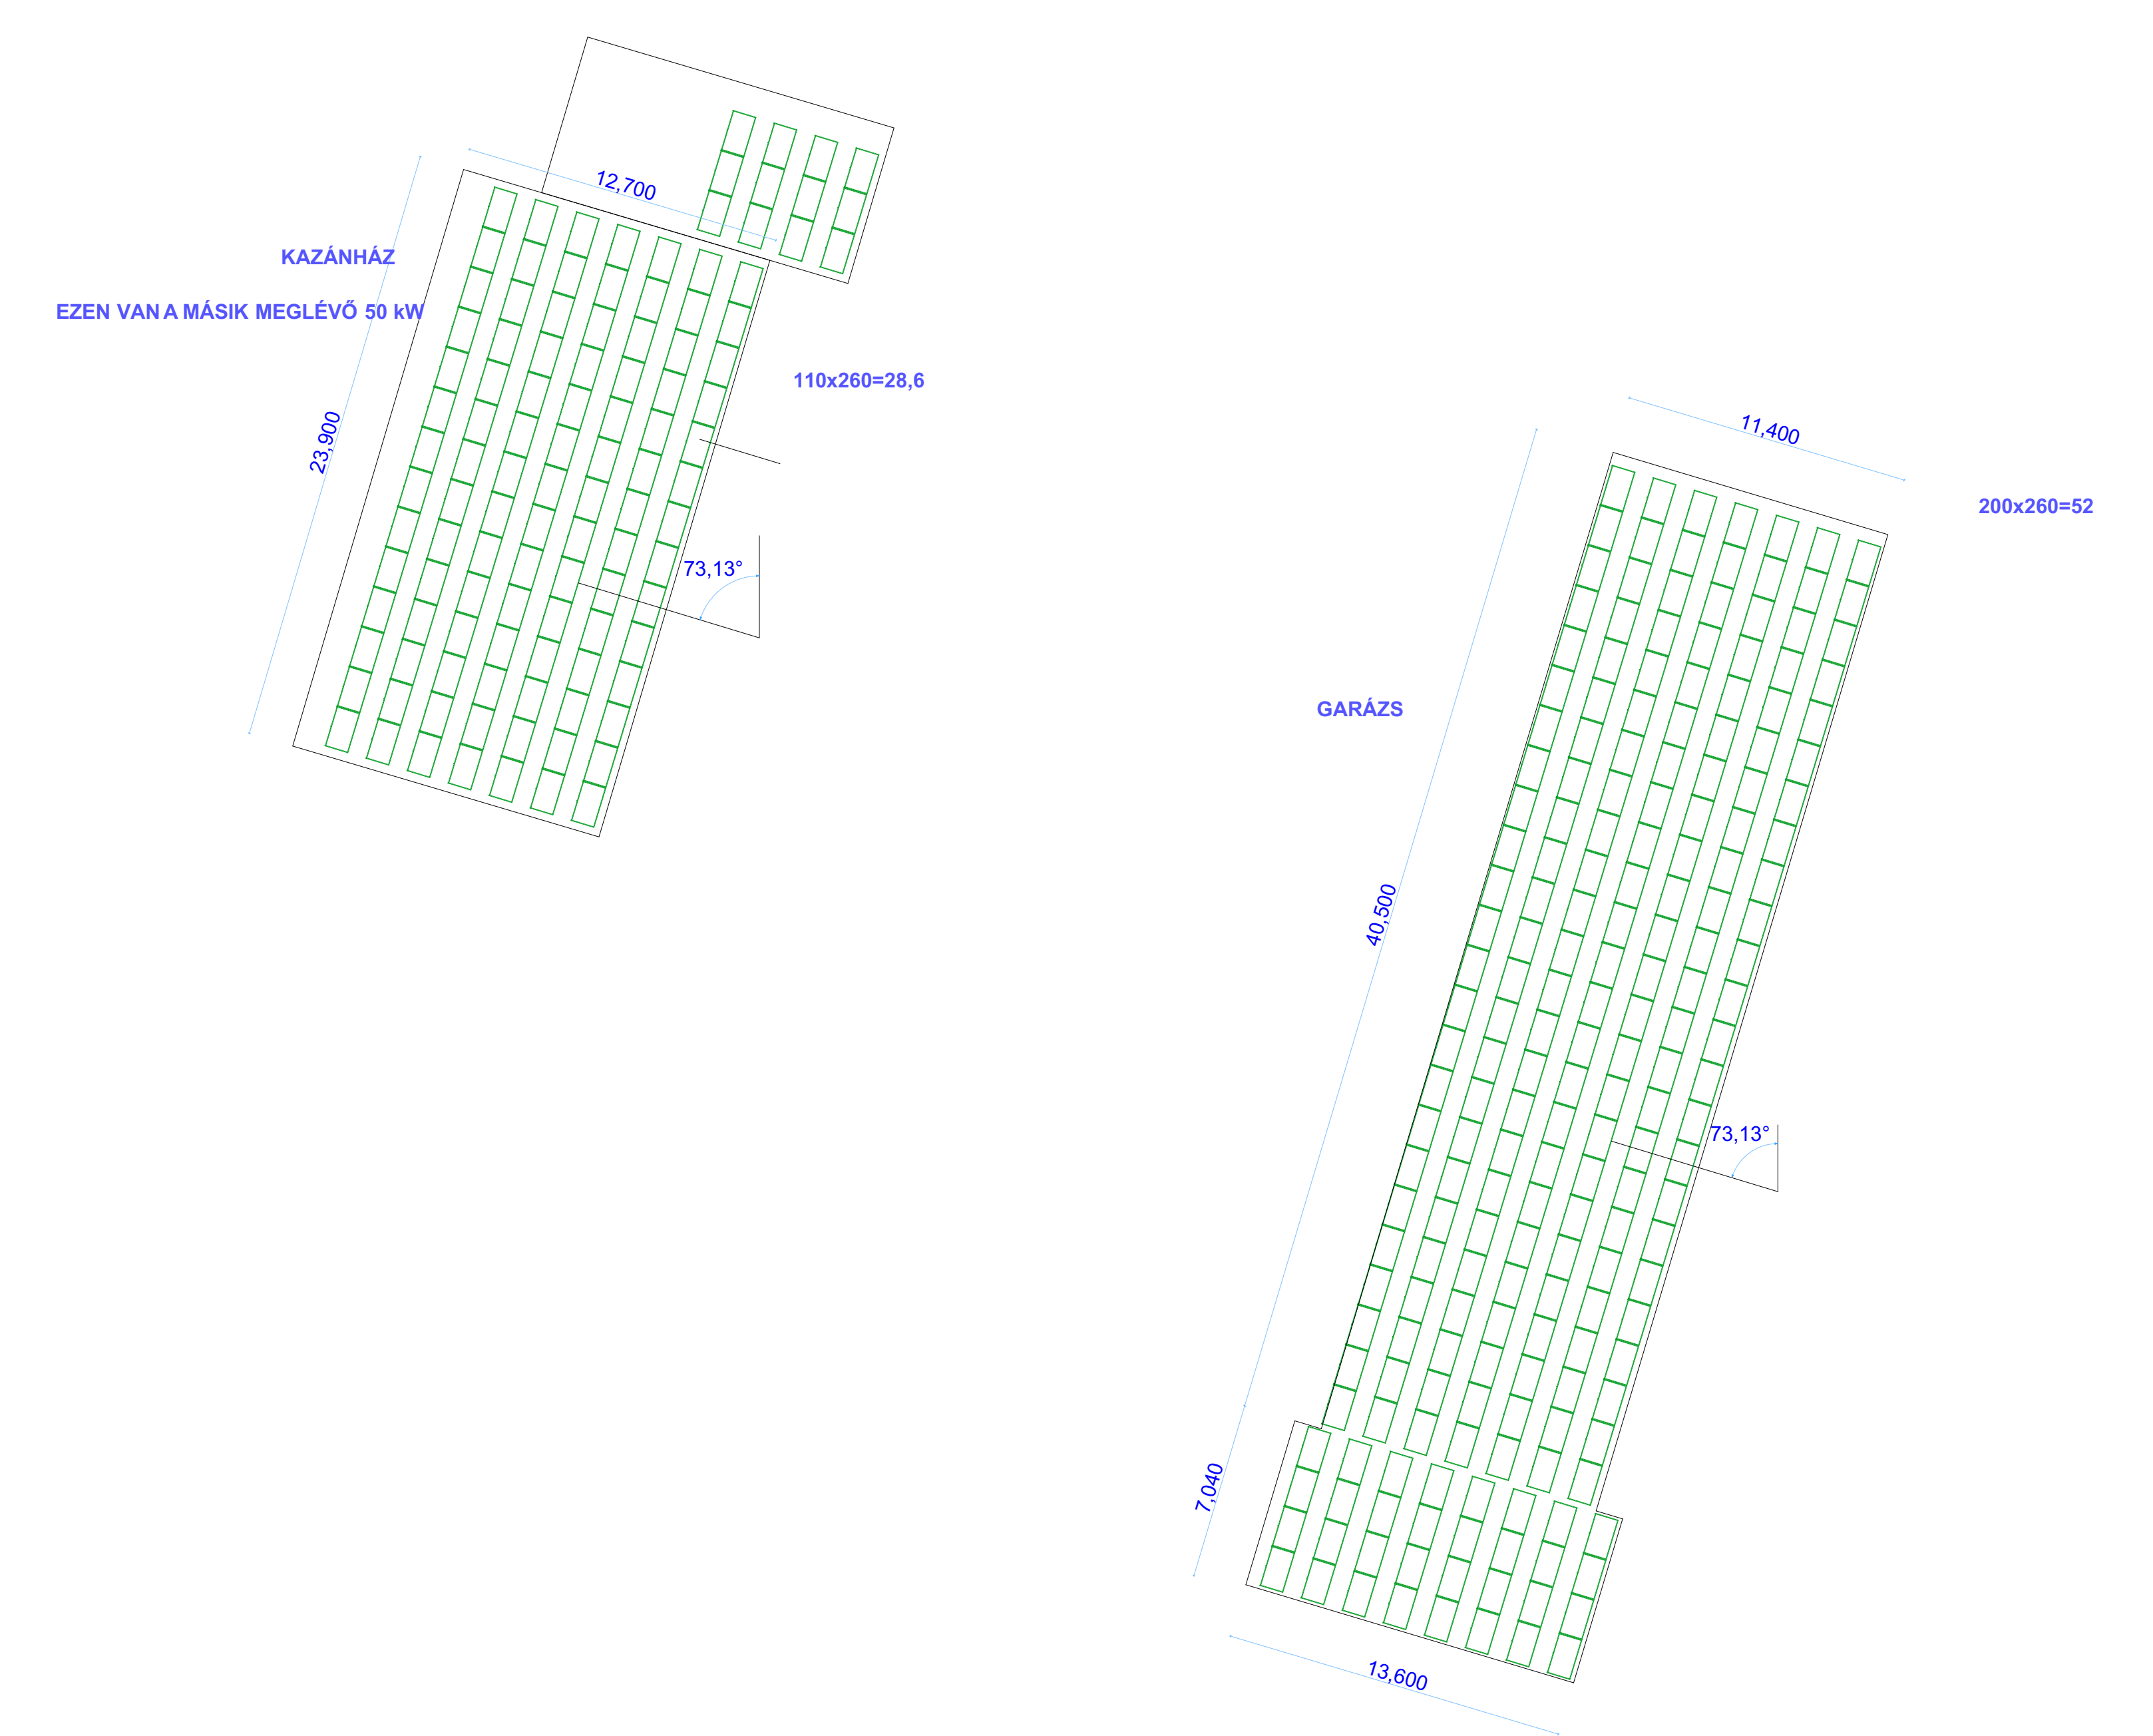 12,700
KAZÁNHÁZ
EZEN VAN A MÁSIK MEGLÉVŐ 50 kW
110x260=28,6
23,900
73,13°
11,400
200x260=52
GARÁZS
40,500
73,13°
7,040
13,600